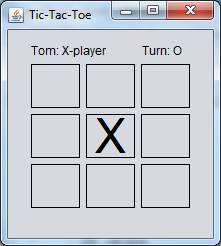 Tic-Tac-Toe
Tom: X-player Turn: O
X